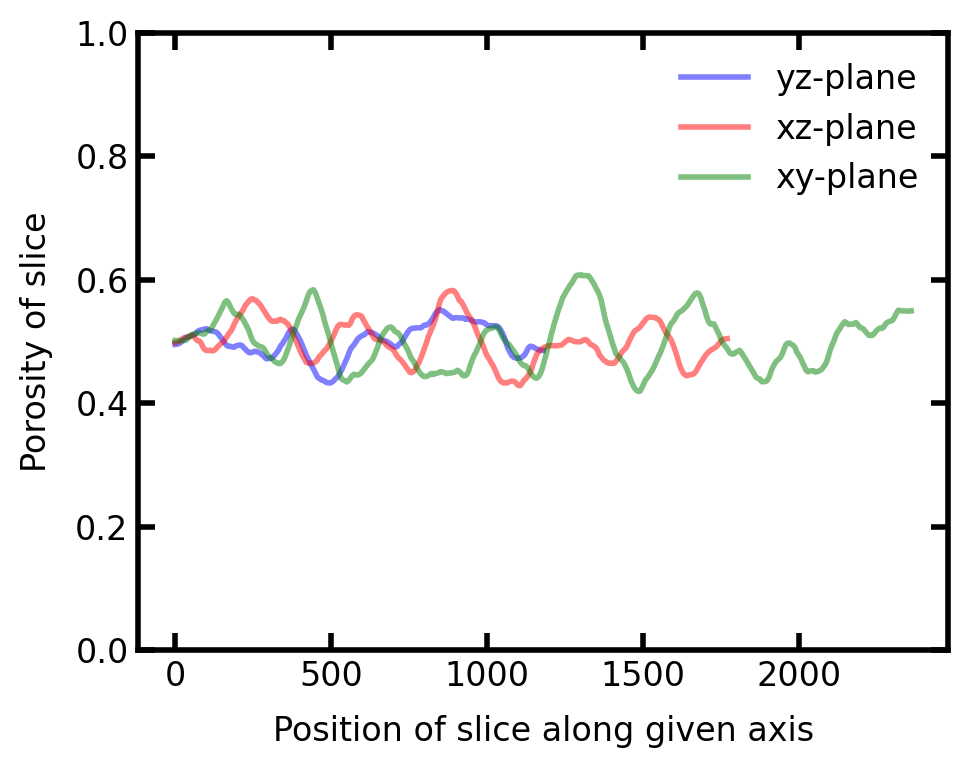 1.0
0.8
0.6
0.4
0.2
0.0
Porosity of slice
yz-plane
xz-plane
xy-plane
0 500 1000 1500 2000
Position of slice along given axis